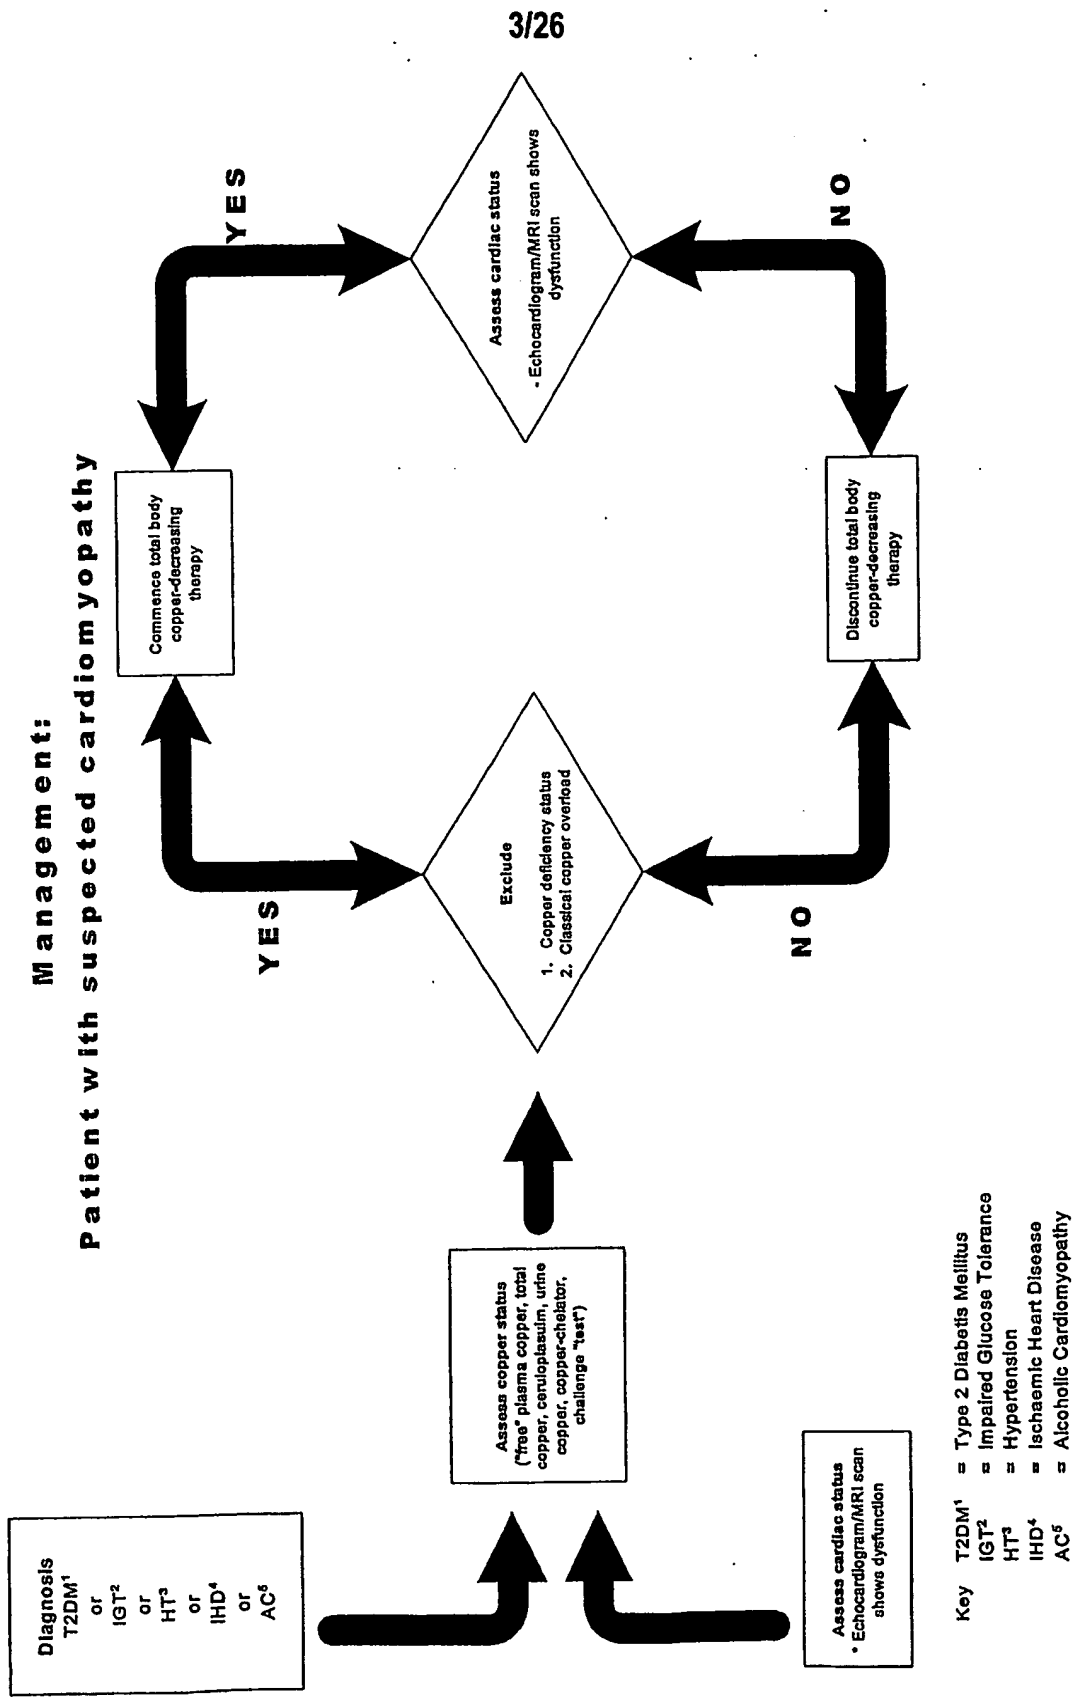 3/26
Management:
Patient with suspected cardiomyopathy
Diagnosis
T2DM¹
or
IGT²
or
HT³
or
IHD⁴
or
AC⁵
Assess cardiac status
* Echocardiogram/MRI scan
shows dysfunction
Assess copper status
("free" plasma copper, total
copper, ceruloplasuim, urine
copper, copper-chelator,
challenge "test")
Exclude
1. Copper deficiency status
2. Classical copper overload
YES
NO
Commence total body
copper-decreasing
therapy
Discontinue total body
copper-decreasing
therapy
YES
NO
Assess cardiac status
- Echocardiogram/MRI scan shows
dysfunction
Key T2DM¹ = Type 2 Diabetis Mellitus
IGT² = Impaired Glucose Tolerance
HT³ = Hypertension
IHD⁴ = Ischaemic Heart Disease
AC⁵ = Alcoholic Cardiomyopathy